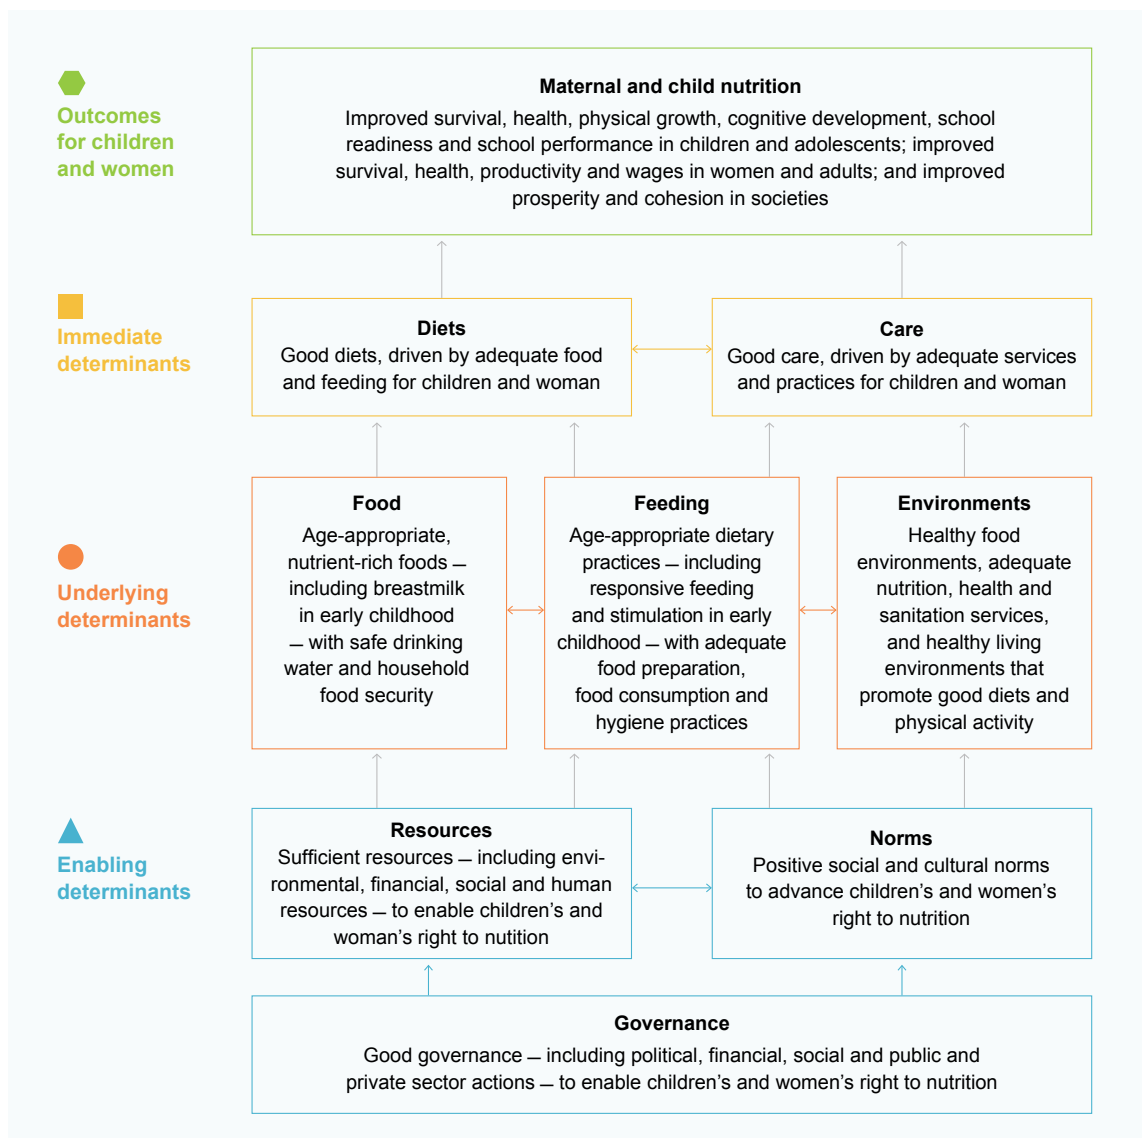 Outcomes
for children
and women
Maternal and child nutrition
Improved survival, health, physical growth, cognitive development, school
readiness and school performance in children and adolescents; improved
survival, health, productivity and wages in women and adults; and improved
prosperity and cohesion in societies
Immediate
determinants
Diets
Good diets, driven by adequate food
and feeding for children and woman
Care
Good care, driven by adequate services
and practices for children and woman
Underlying
determinants
Food
Age-appropriate,
nutrient-rich foods —
including breastmilk
in early childhood
— with safe drinking
water and household
food security
Feeding
Age-appropriate dietary
practices — including
responsive feeding
and stimulation in early
childhood — with adequate
food preparation,
food consumption and
hygiene practices
Environments
Healthy food
environments, adequate
nutrition, health and
sanitation services,
and healthy living
environments that
promote good diets and
physical activity
Enabling
determinants
Resources
Sufficient resources — including envi-
ronmental, financial, social and human
resources — to enable children’s and
woman’s right to nutition
Norms
Positive social and cultural norms
to advance children’s and women’s
right to nutrition
Governance
Good governance — including political, financial, social and public and
private sector actions — to enable children’s and women’s right to nutrition